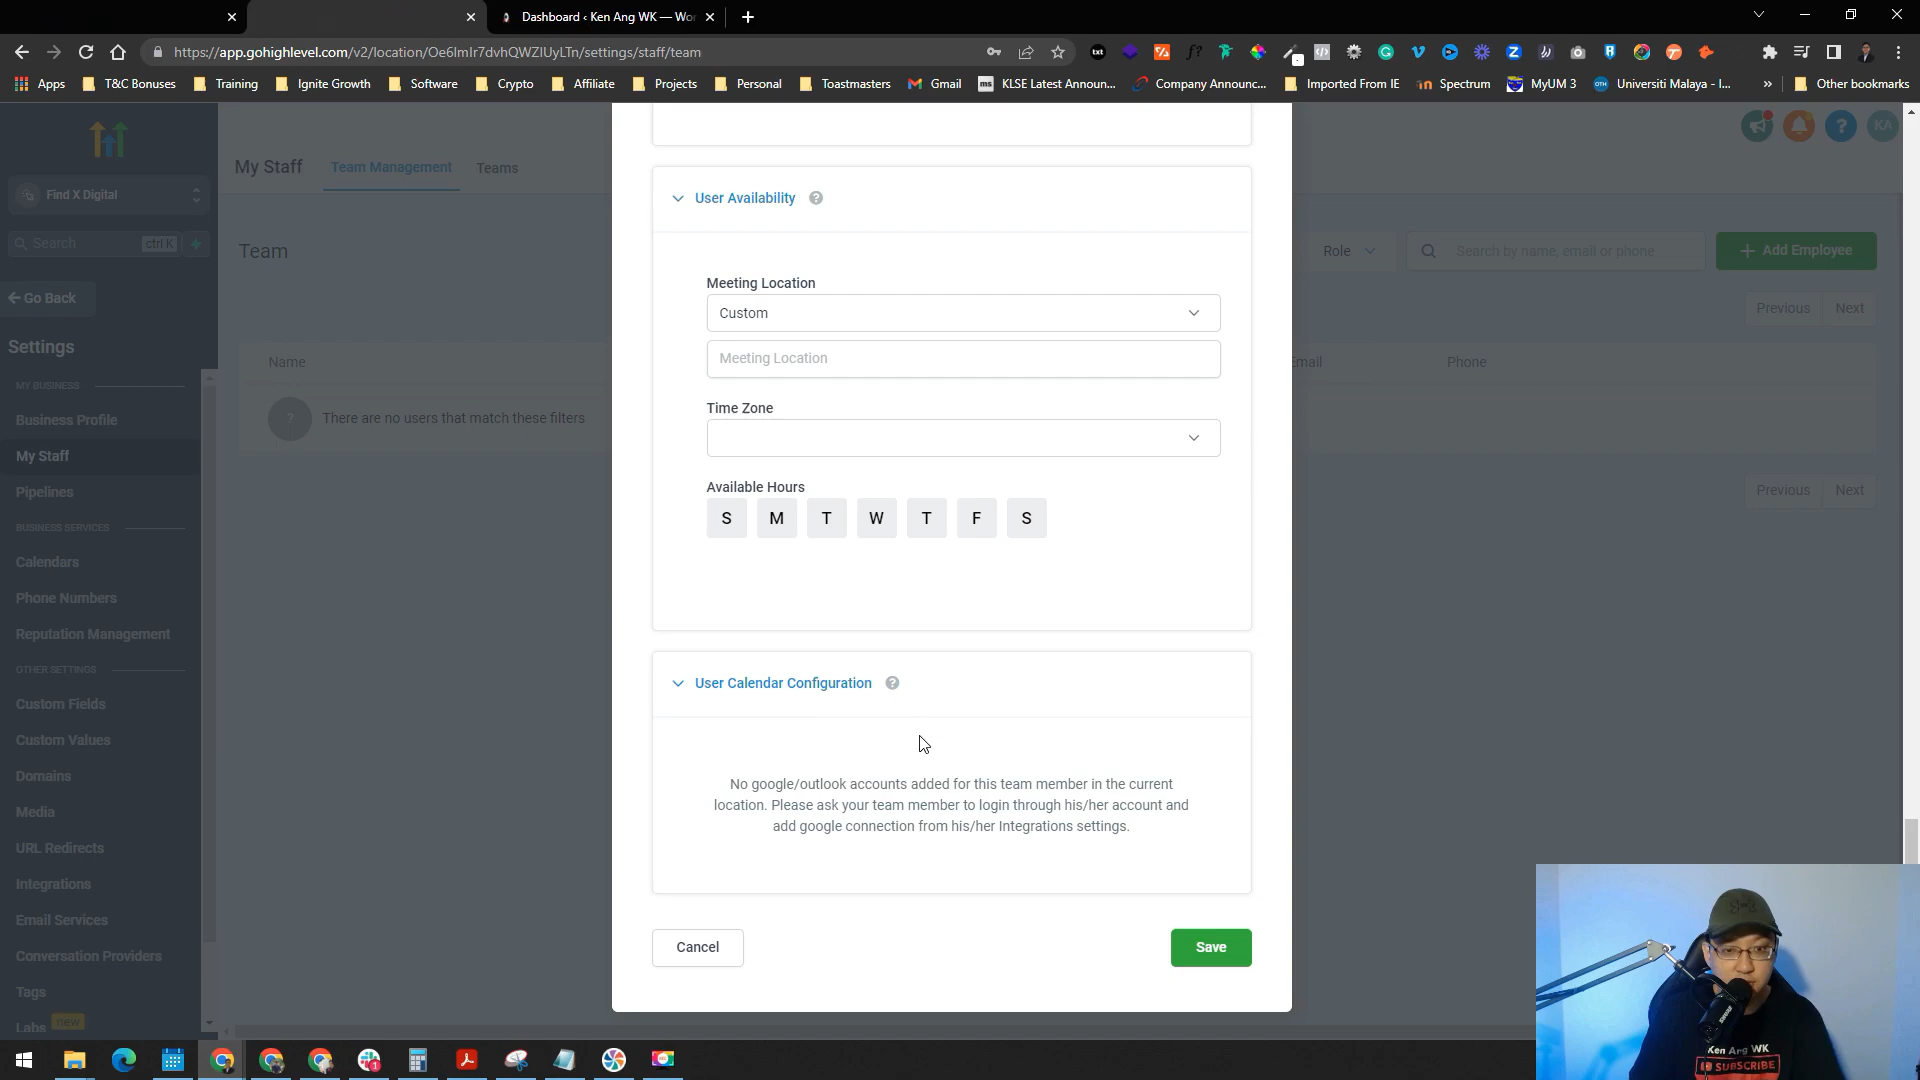 Dashboard ‹ Ken Ang WK — Wor
https://app.gohighlevel.com/v2/location/Oe6lmIr7dvhQWZlUyLTn/settings/staff/team
Apps
T&C Bonuses
Training
Ignite Growth
Software
Crypto
Affiliate
Projects
Personal
Toastmasters
Gmail
KLSE Latest Announ...
Company Announc...
Imported From IE
Spectrum
MyUM 3
Universiti Malaya - I...
»
Other bookmarks
KA
My Staff
Team Management
Teams
Find X Digital
Search
ctrl K
Go Back
Settings
MY BUSINESS
Business Profile
My Staff
Pipelines
BUSINESS SERVICES
Calendars
Phone Numbers
Reputation Management
OTHER SETTINGS
Custom Fields
Custom Values
Domains
Media
URL Redirects
Integrations
Email Services
Conversation Providers
Tags
Labs new
Team
Role
Search by name, email or phone
+ Add Employee
Previous Next
Name
Email
Phone
? There are no users that match these filters
Previous Next
User Availability ?
Meeting Location
Custom
Meeting Location
Time Zone
Available Hours
S M T W T F S
User Calendar Configuration ?
No google/outlook accounts added for this team member in the current
location. Please ask your team member to login through his/her account and
add google connection from his/her Integrations settings.
Cancel
Save
Ken Ang WK
SUBSCRIBE